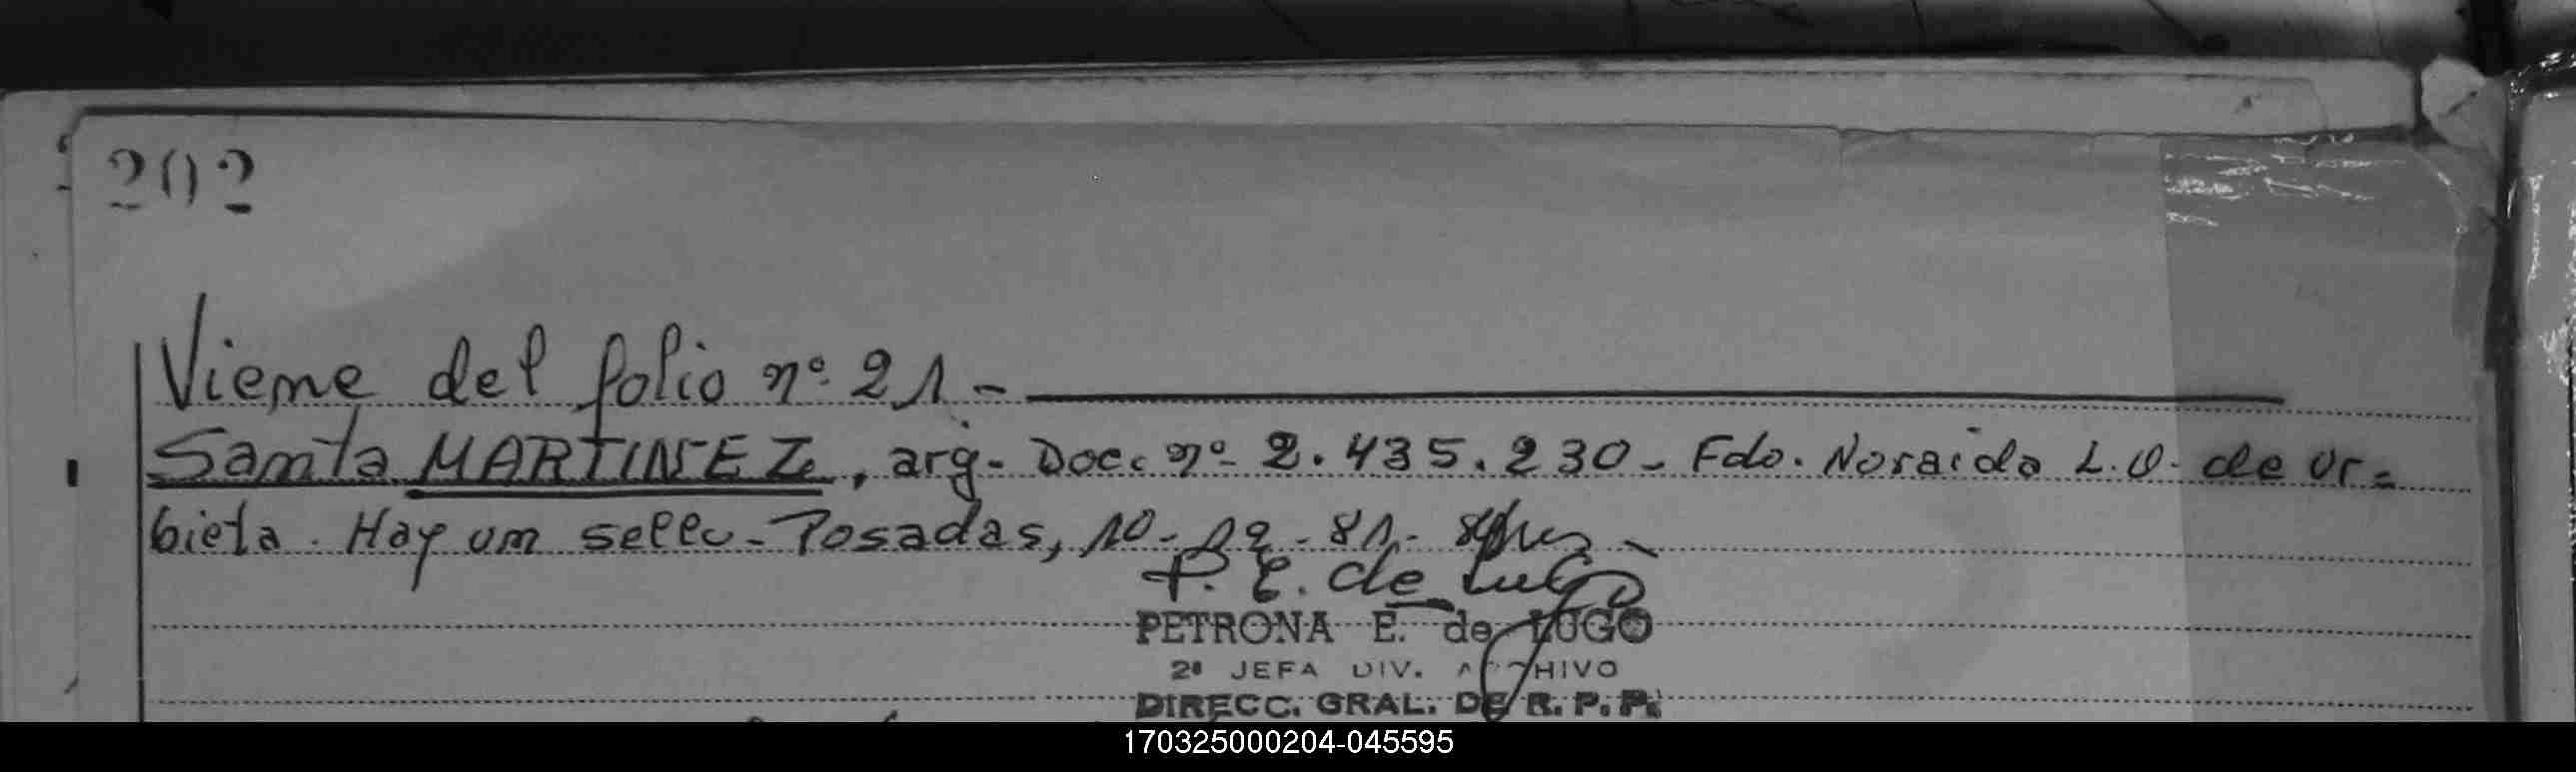 202
Viene del folio nº 21 -
Santa MARTINEZ, arg. Doc. nº 2.435.230 - Fdo. Noraida L.O. de Ur=
bieta. Hay un sello - Posadas, 10-12-81-
P. E. de Lugo
PETRONA E. de LUGO
2ª JEFA DIV. ARCHIVO
DIRECC. GRAL. DE R. P. P.
170325000204-045595